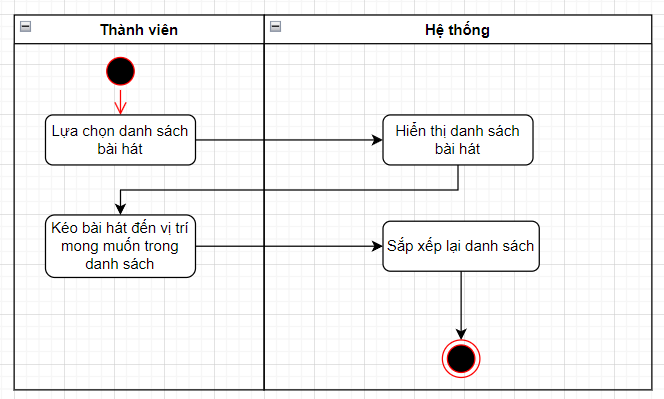 Thành viên
Hệ thống
Lựa chọn danh sách
bài hát
Hiển thị danh sách
bài hát
Kéo bài hát đến vị trí
mong muốn trong
danh sách
Sắp xếp lại danh sách